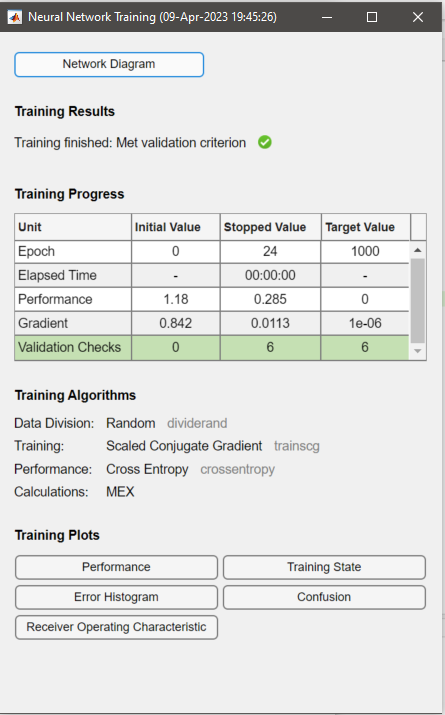 Neural Network Training (09-Apr-2023 19:45:26)
Network Diagram
Training Results
Training finished: Met validation criterion
Training Progress
Unit Initial Value Stopped Value Target Value
Epoch 0 24 1000
Elapsed Time - 00:00:00 -
Performance 1.18 0.285 0
Gradient 0.842 0.0113 1e-06
Validation Checks 0 6 6
Training Algorithms
Data Division: Random dividerand
Training: Scaled Conjugate Gradient trainscg
Performance: Cross Entropy crossentropy
Calculations: MEX
Training Plots
Performance Training State
Error Histogram Confusion
Receiver Operating Characteristic